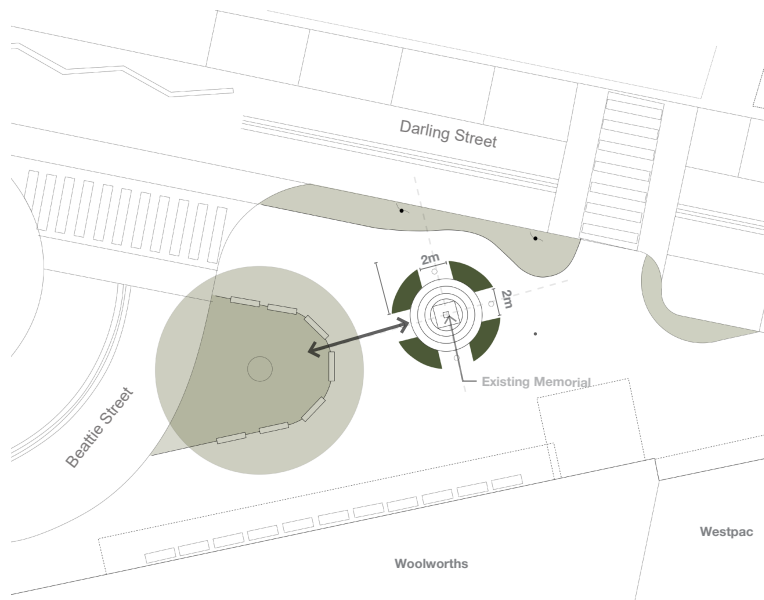 Darling Street
2m
2m
Existing Memorial
Beattie Street
Westpac
Woolworths